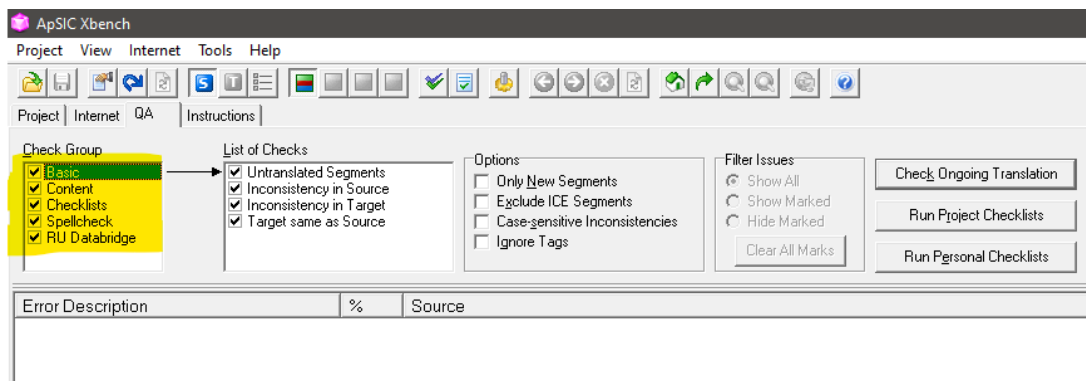 ApSIC Xbench
Project View Internet Tools Help
S T
Project Internet QA Instructions
Check Group
Basic
Content
Checklists
Spellcheck
RU Databridge
List of Checks
Untranslated Segments
Inconsistency in Source
Inconsistency in Target
Target same as Source
Options
Only New Segments
Exclude ICE Segments
Case-sensitive Inconsistencies
Ignore Tags
Filter Issues
Show All
Show Marked
Hide Marked
Clear All Marks
Check Ongoing Translation
Run Project Checklists
Run Personal Checklists
Error Description % Source